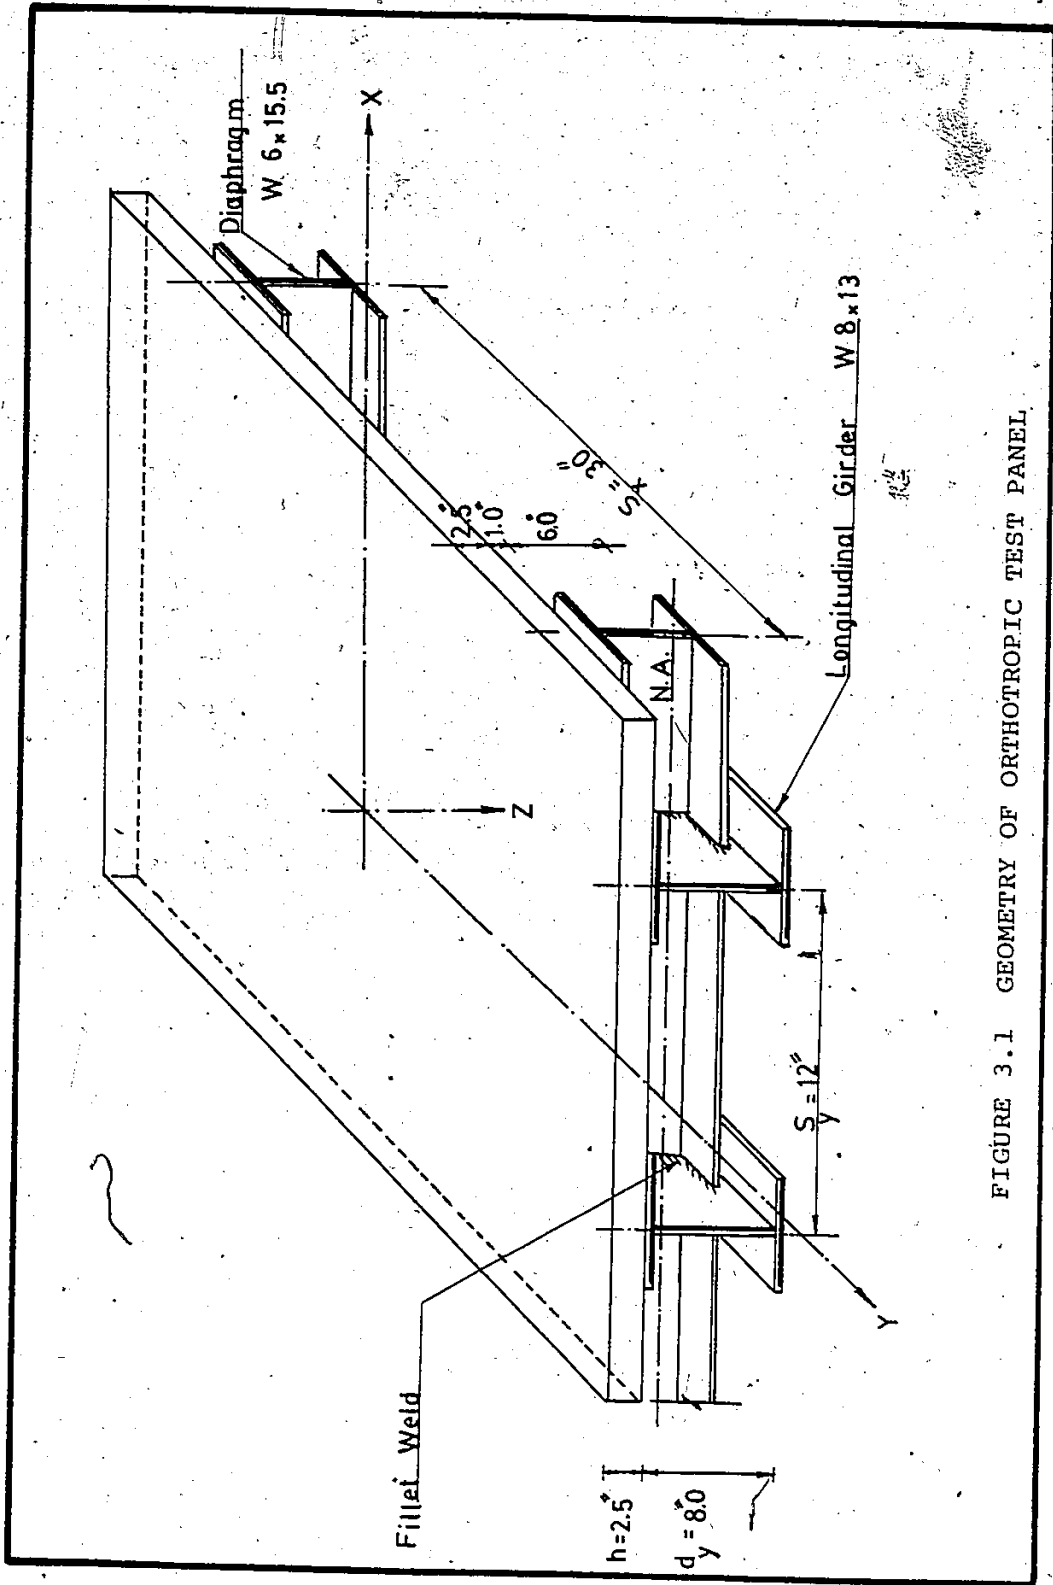 Diaphragm
W 6x15.5
X
2.5"
1.0"
6.0"
Sx = 30"
N.A.
Z
Longitudinal Girder W 8x13
Sy = 12"
Y
Fillet Weld
h = 2.5"
dy = 8.0"
FIGURE 3.1 GEOMETRY OF ORTHOTROPIC TEST PANEL